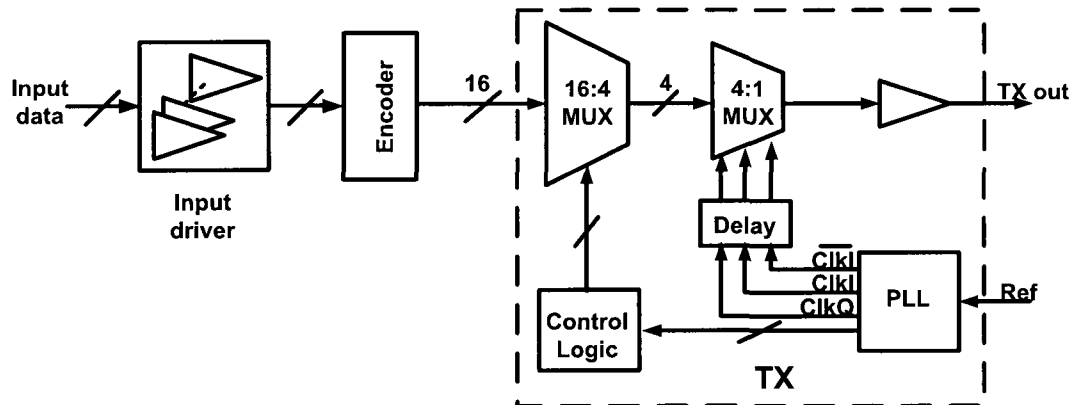 Input
data
Input
driver
Encoder
16
16:4
MUX
4
4:1
MUX
TX out
Delay
C̅l̅k̅I̅
ClkI
ClkQ
PLL
Ref
Control
Logic
TX